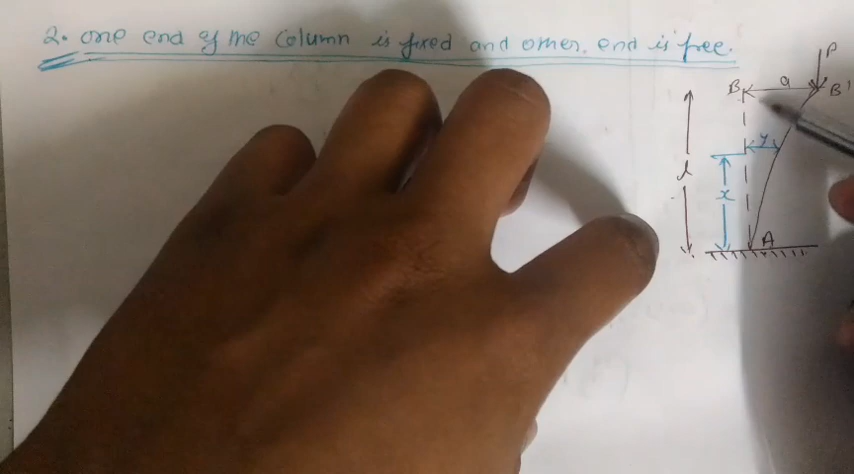 2. one end of the column is fixed and other end is free.
P
B a B'
y
l
x
A